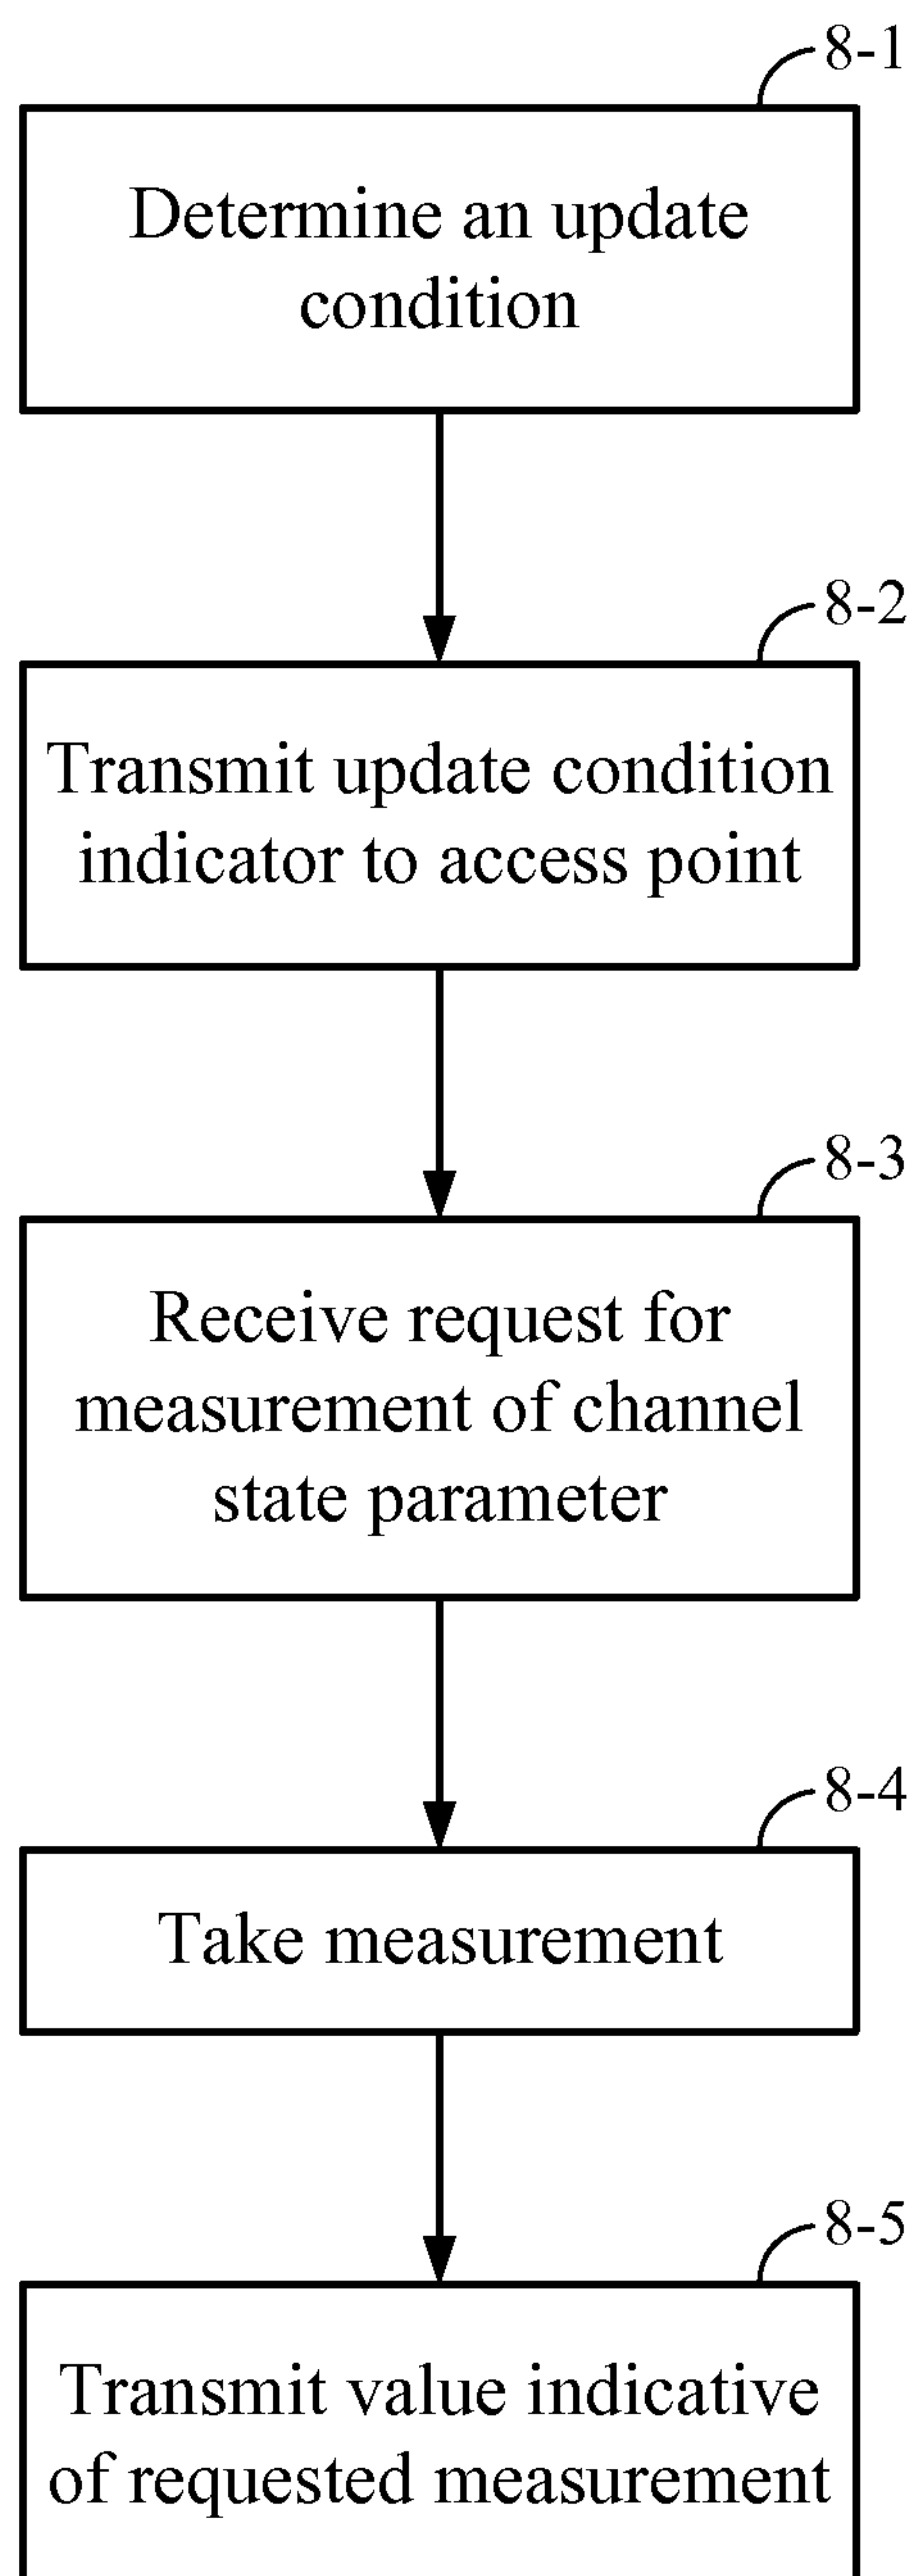 8-1
Determine an update
condition
8-2
Transmit update condition
indicator to access point
8-3
Receive request for
measurement of channel
state parameter
8-4
Take measurement
8-5
Transmit value indicative
of requested measurement